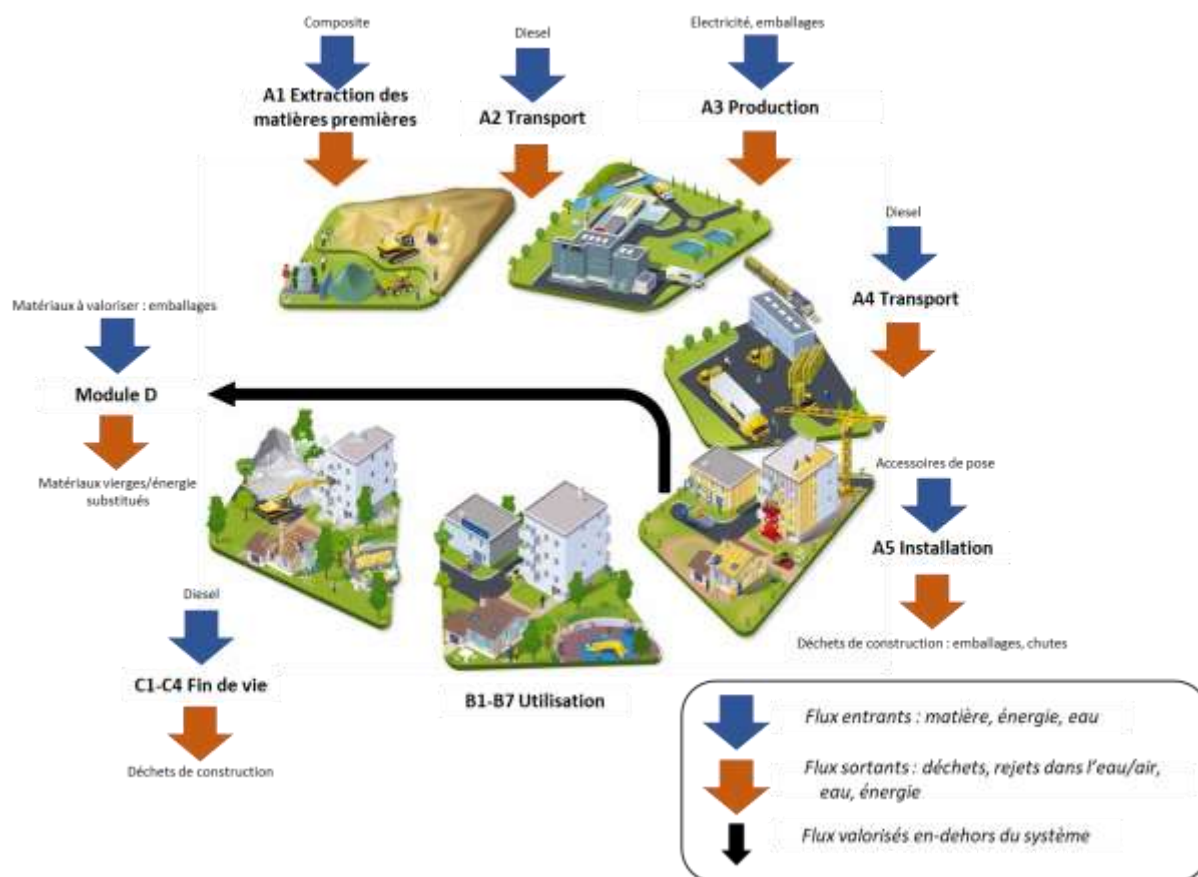 Composite
A1 Extraction des
matières premières
Diesel
A2 Transport
Electricité, emballages
A3 Production
Diesel
A4 Transport
Matériaux à valoriser : emballages
Module D
Matériaux vierges/énergie
substitués
Accessoires de pose
A5 Installation
Déchets de construction : emballages, chutes
Diesel
C1-C4 Fin de vie
Déchets de construction
B1-B7 Utilisation
Flux entrants : matière, énergie, eau
Flux sortants : déchets, rejets dans l'eau/air,
eau, énergie
Flux valorisés en-dehors du système